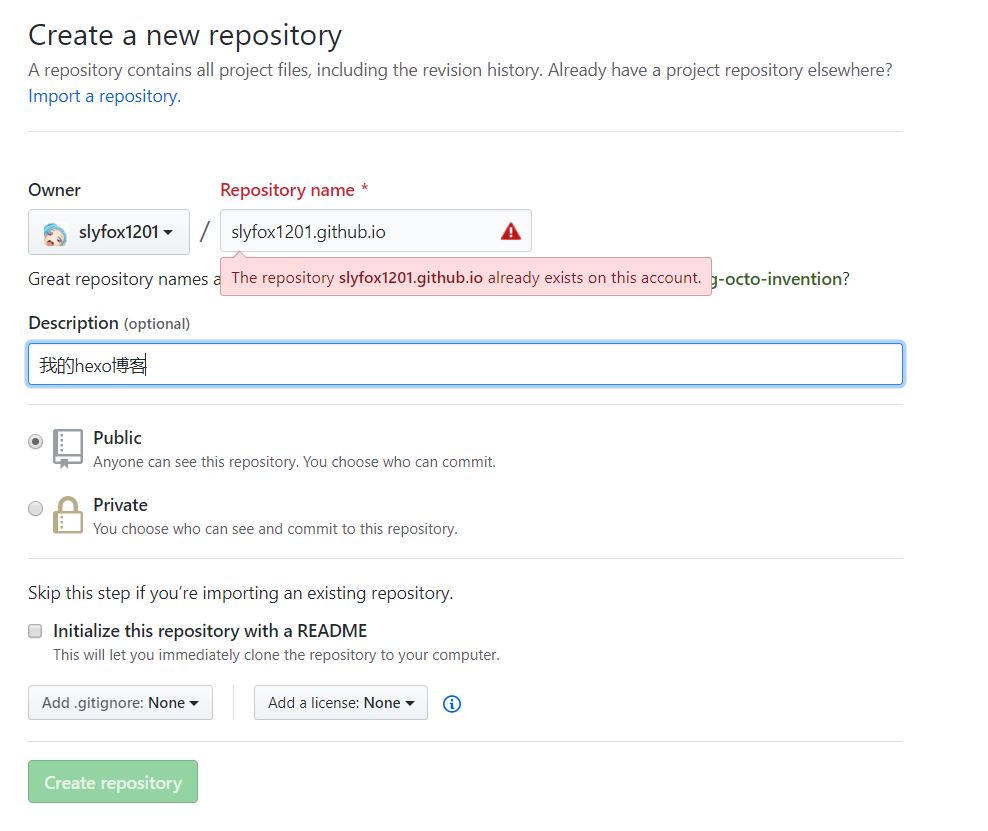 Create a new repository
A repository contains all project files, including the revision history. Already have a project repository elsewhere?
Import a repository.
Owner
Repository name *
slyfox1201 / slyfox1201.github.io
The repository slyfox1201.github.io already exists on this account.
Great repository names -octo-invention?
Description (optional)
我的hexo博客
Public
Anyone can see this repository. You choose who can commit.
Private
You choose who can see and commit to this repository.
Skip this step if you’re importing an existing repository.
Initialize this repository with a README
This will let you immediately clone the repository to your computer.
Add .gitignore: None
Add a license: None
Create repository